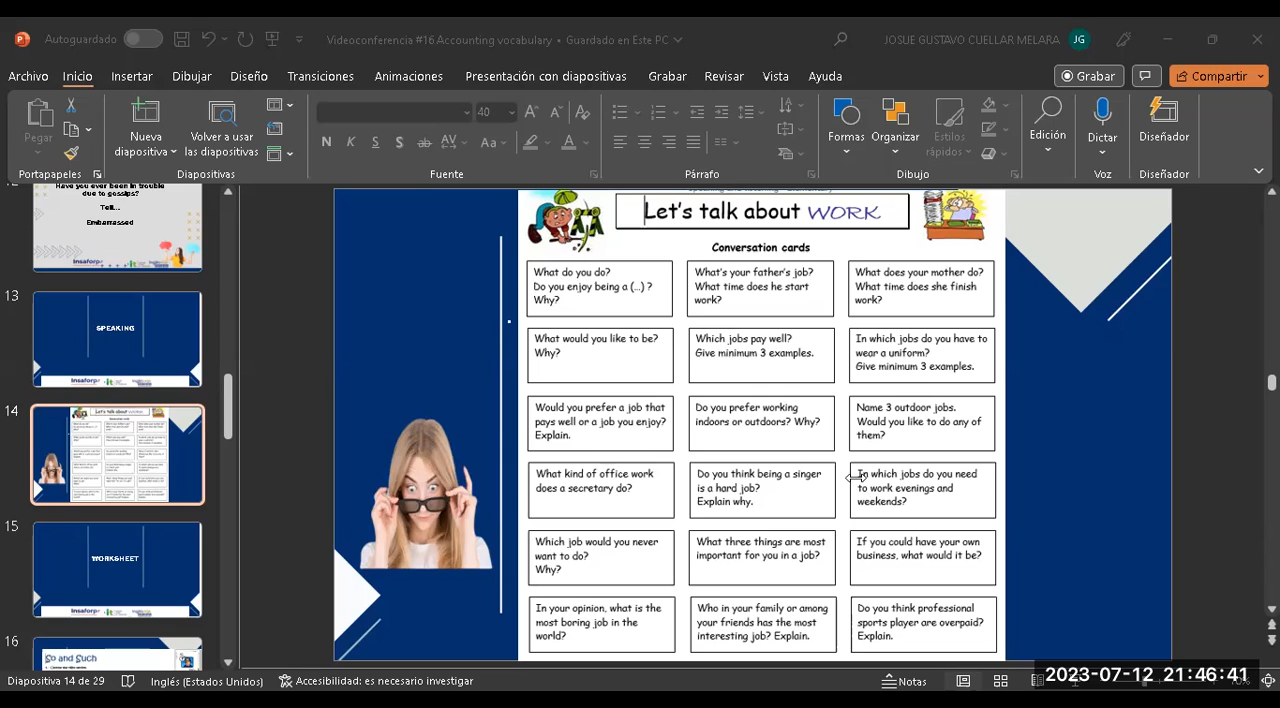 Autoguardado
Videoconferencia #16 Accounting vocabulary • Guardado en Este PC
JOSUE GUSTAVO CUELLAR MELARA
JG
Archivo Inicio Insertar Dibujar Diseño Transiciones Animaciones Presentación con diapositivas Grabar Revisar Vista Ayuda
Grabar
Compartir
40
Pegar
Nueva diapositiva
Volver a usar las diapositivas
N K S S ab AV Aa A
Formas
Organizar
Estilos rápidos
Edición
Dictar
Diseñador
Portapapeles
Diapositivas
Fuente
Párrafo
Dibujo
Voz
Diseñador
Have you ever been in trouble
due to gossips?
Tell...
Embarrassed
Insaforp
13
SPEAKING
Insaforp
14
15
WORKSHEET
Insaforp
16
So and Such
Speaking and listening - Elementary
Let's talk about WORK
Conversation cards
What do you do?
Do you enjoy being a (...) ?
Why?
What's your father's job?
What time does he start
work?
What does your mother do?
What time does she finish
work?
What would you like to be?
Why?
Which jobs pay well?
Give minimum 3 examples.
In which jobs do you have to
wear a uniform?
Give minimum 3 examples.
Would you prefer a job that
pays well or a job you enjoy?
Explain.
Do you prefer working
indoors or outdoors? Why?
Name 3 outdoor jobs.
Would you like to do any of
them?
What kind of office work
does a secretary do?
Do you think being a singer
is a hard job?
Explain why.
In which jobs do you need
to work evenings and
weekends?
Which job would you never
want to do?
Why?
What three things are most
important for you in a job?
If you could have your own
business, what would it be?
In your opinion, what is the
most boring job in the
world?
Who in your family or among
your friends has the most
interesting job? Explain.
Do you think professional
sports player are overpaid?
Explain.
Diapositiva 14 de 29
Inglés (Estados Unidos)
Accesibilidad: es necesario investigar
Notas
2023-07-12 21:46:41